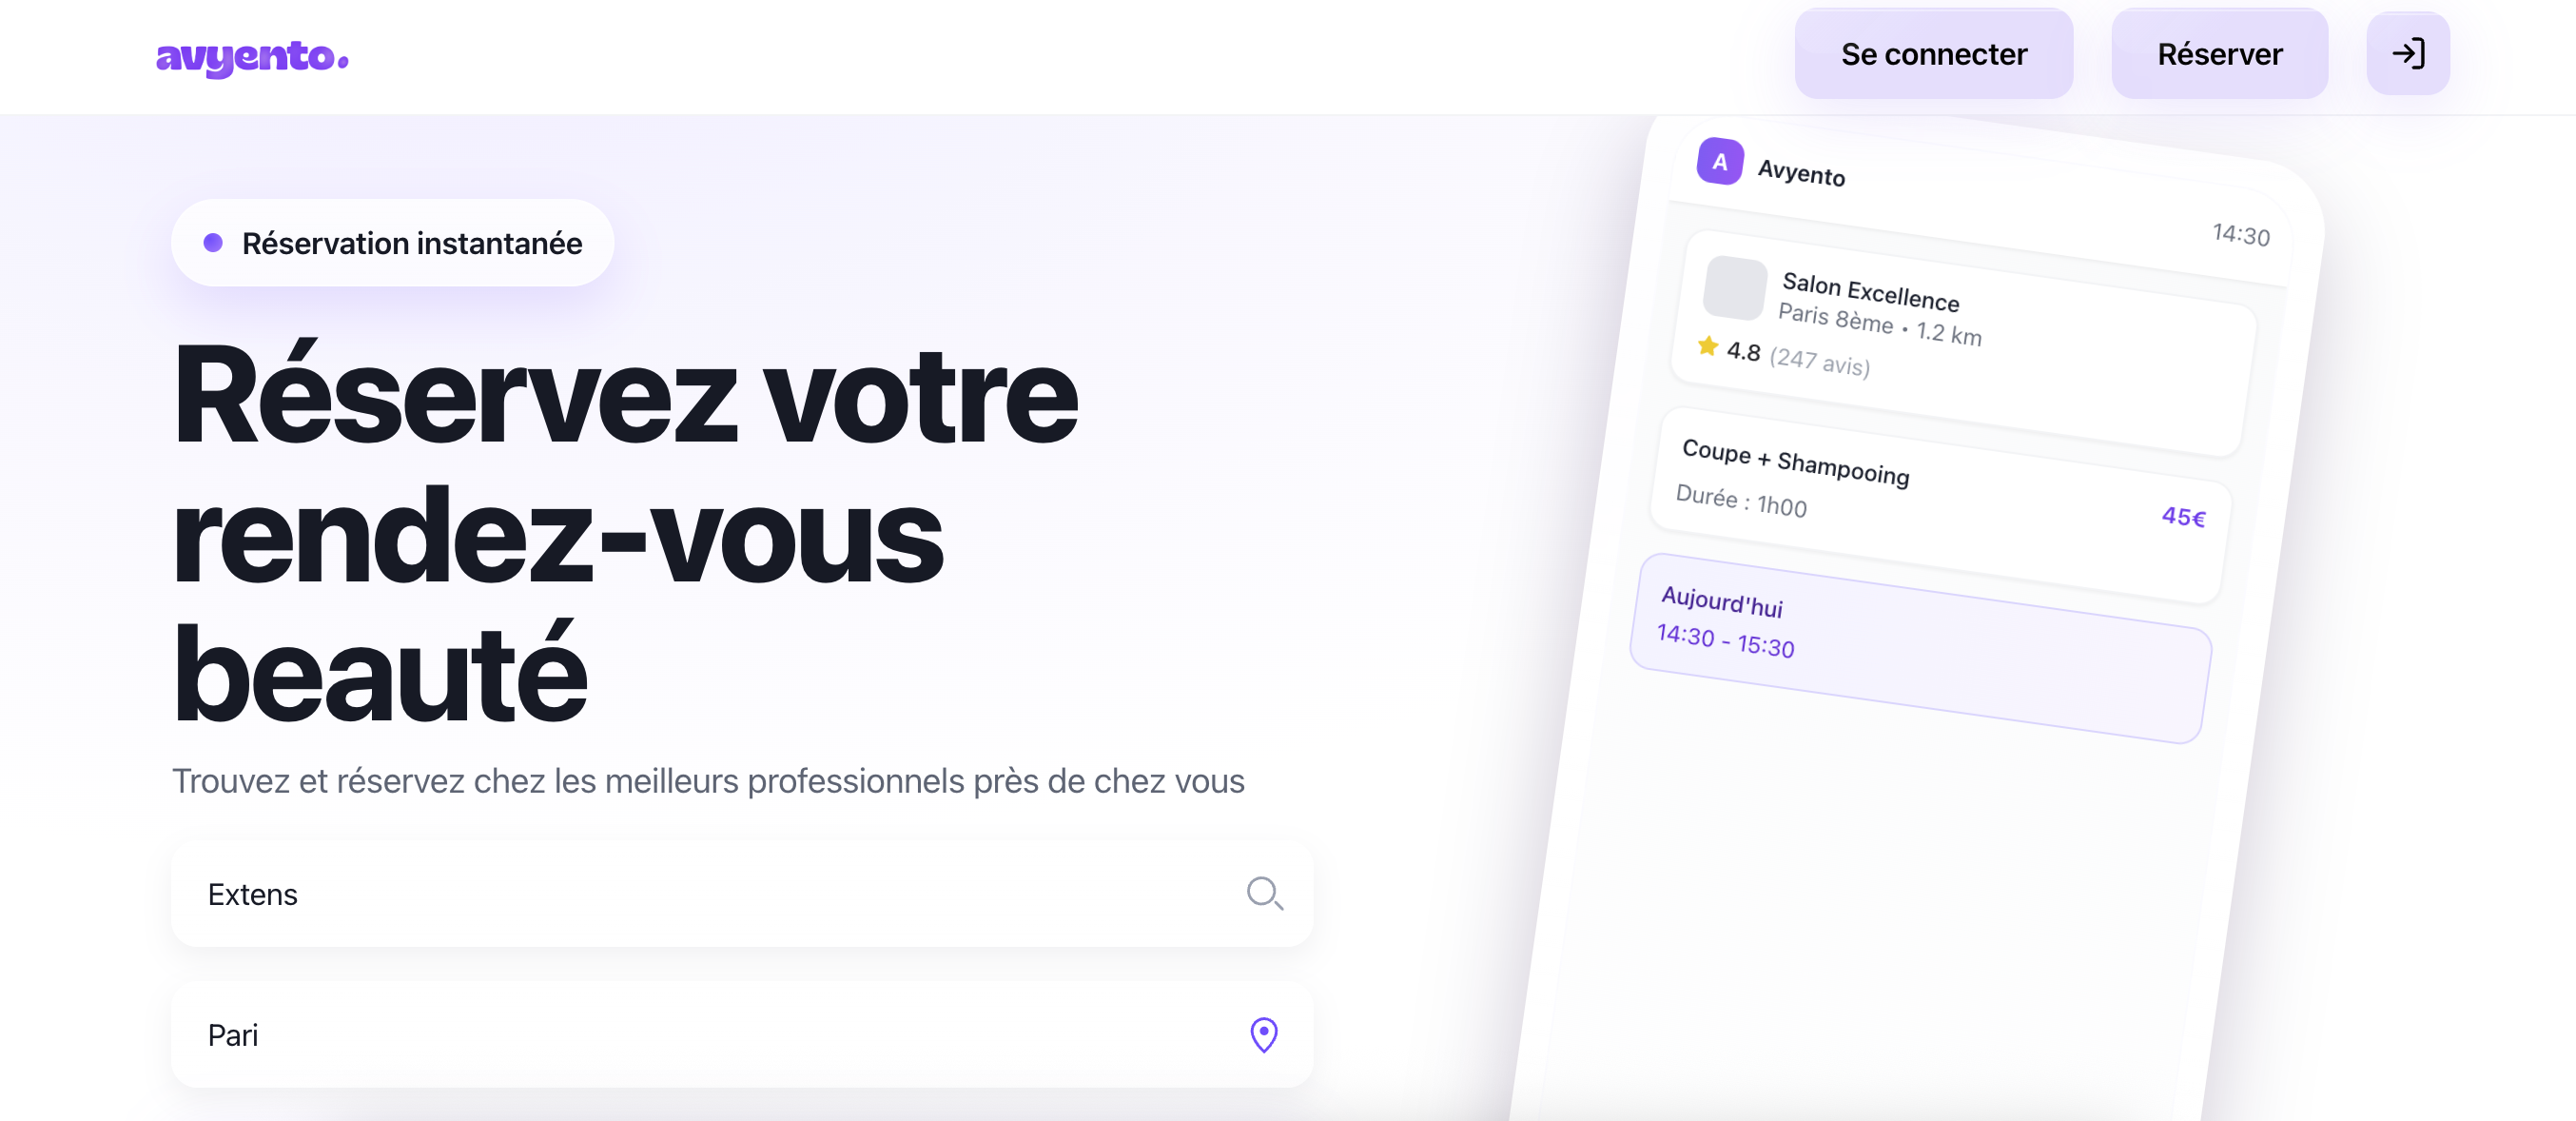 avyento.
Se connecter
Réserver
Réservation instantanée
Réservez votre
rendez-vous
beauté
Trouvez et réservez chez les meilleurs professionnels près de chez vous
Extens
Pari
A
Avyento
14:30
Salon Excellence
Paris 8ème • 1.2 km
4.8 (247 avis)
Coupe + Shampooing
45€
Durée : 1h00
Aujourd'hui
14:30 - 15:30